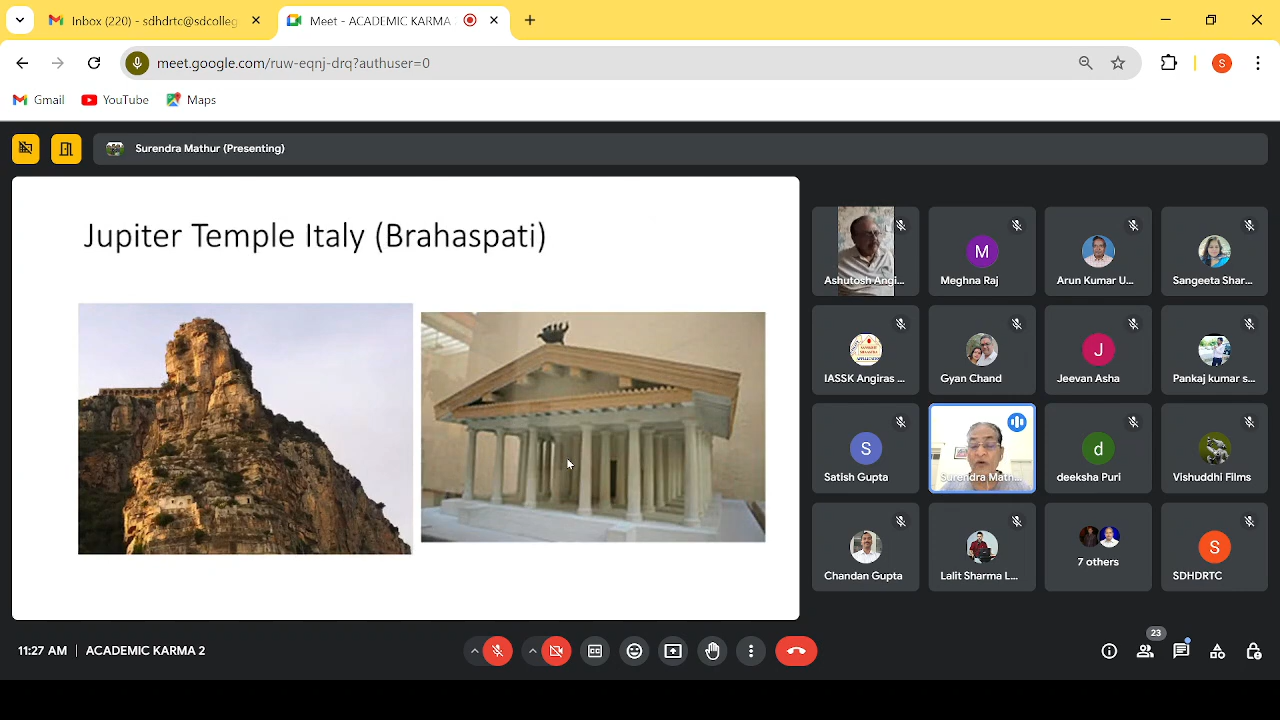 Inbox (220) - sdhdrtc@sdcolleg
Meet - ACADEMIC KARMA
meet.google.com/ruw-eqnj-drq?authuser=0
S
Gmail
YouTube
Maps
Surendra Mathur (Presenting)
Jupiter Temple Italy (Brahaspati)
Ashutosh Angi...
M
Meghna Raj
Arun Kumar U...
Sangeeta Shar...
IASSK Angiras ...
Gyan Chand
J
Jeevan Asha
Pankaj kumar s...
S
Satish Gupta
Surendra Math...
d
deeksha Puri
Vishuddhi Films
Chandan Gupta
Lalit Sharma L...
7 others
S
SDHDRTC
11:27 AM | ACADEMIC KARMA 2
23